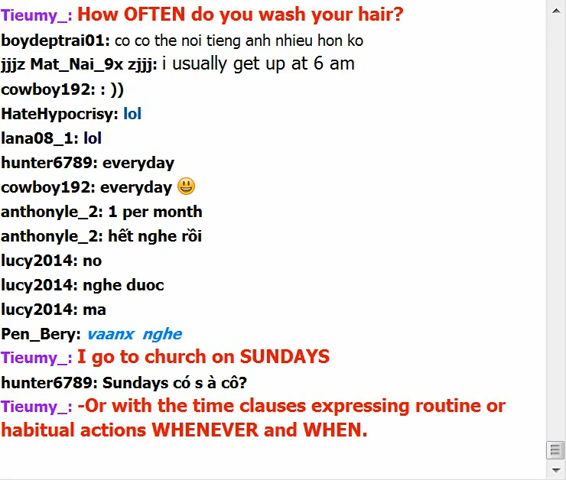 Tieumy_: How OFTEN do you wash your hair?
boydeptrai01: co co the noi tieng anh nhieu hon ko
jjjz Mat_Nai_9x zjjj: i usually get up at 6 am
cowboy192: : ))
HateHypocrisy: lol
lana08_1: lol
hunter6789: everyday
cowboy192: everyday 😃
anthonyle_2: 1 per month
anthonyle_2: hết nghe rồi
lucy2014: no
lucy2014: nghe duoc
lucy2014: ma
Pen_Bery: vaanx nghe
Tieumy_: I go to church on SUNDAYS
hunter6789: Sundays có s à cô?
Tieumy_: -Or with the time clauses expressing routine or
habitual actions WHENEVER and WHEN.